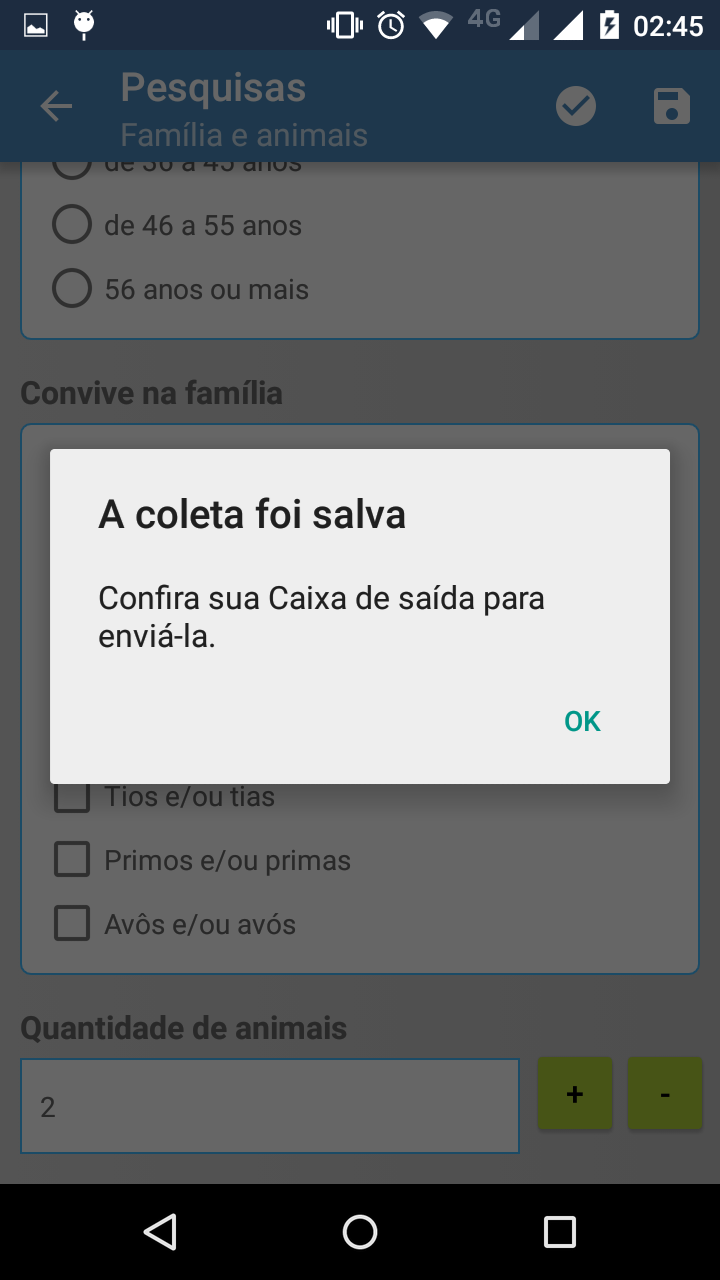 4G 02:45
Pesquisas
Família e animais
de 46 a 55 anos
56 anos ou mais
Convive na família
A coleta foi salva
Confira sua Caixa de saída para
enviá-la.
OK
Tios e/ou tias
Primos e/ou primas
Avôs e/ou avós
Quantidade de animais
2
+ -